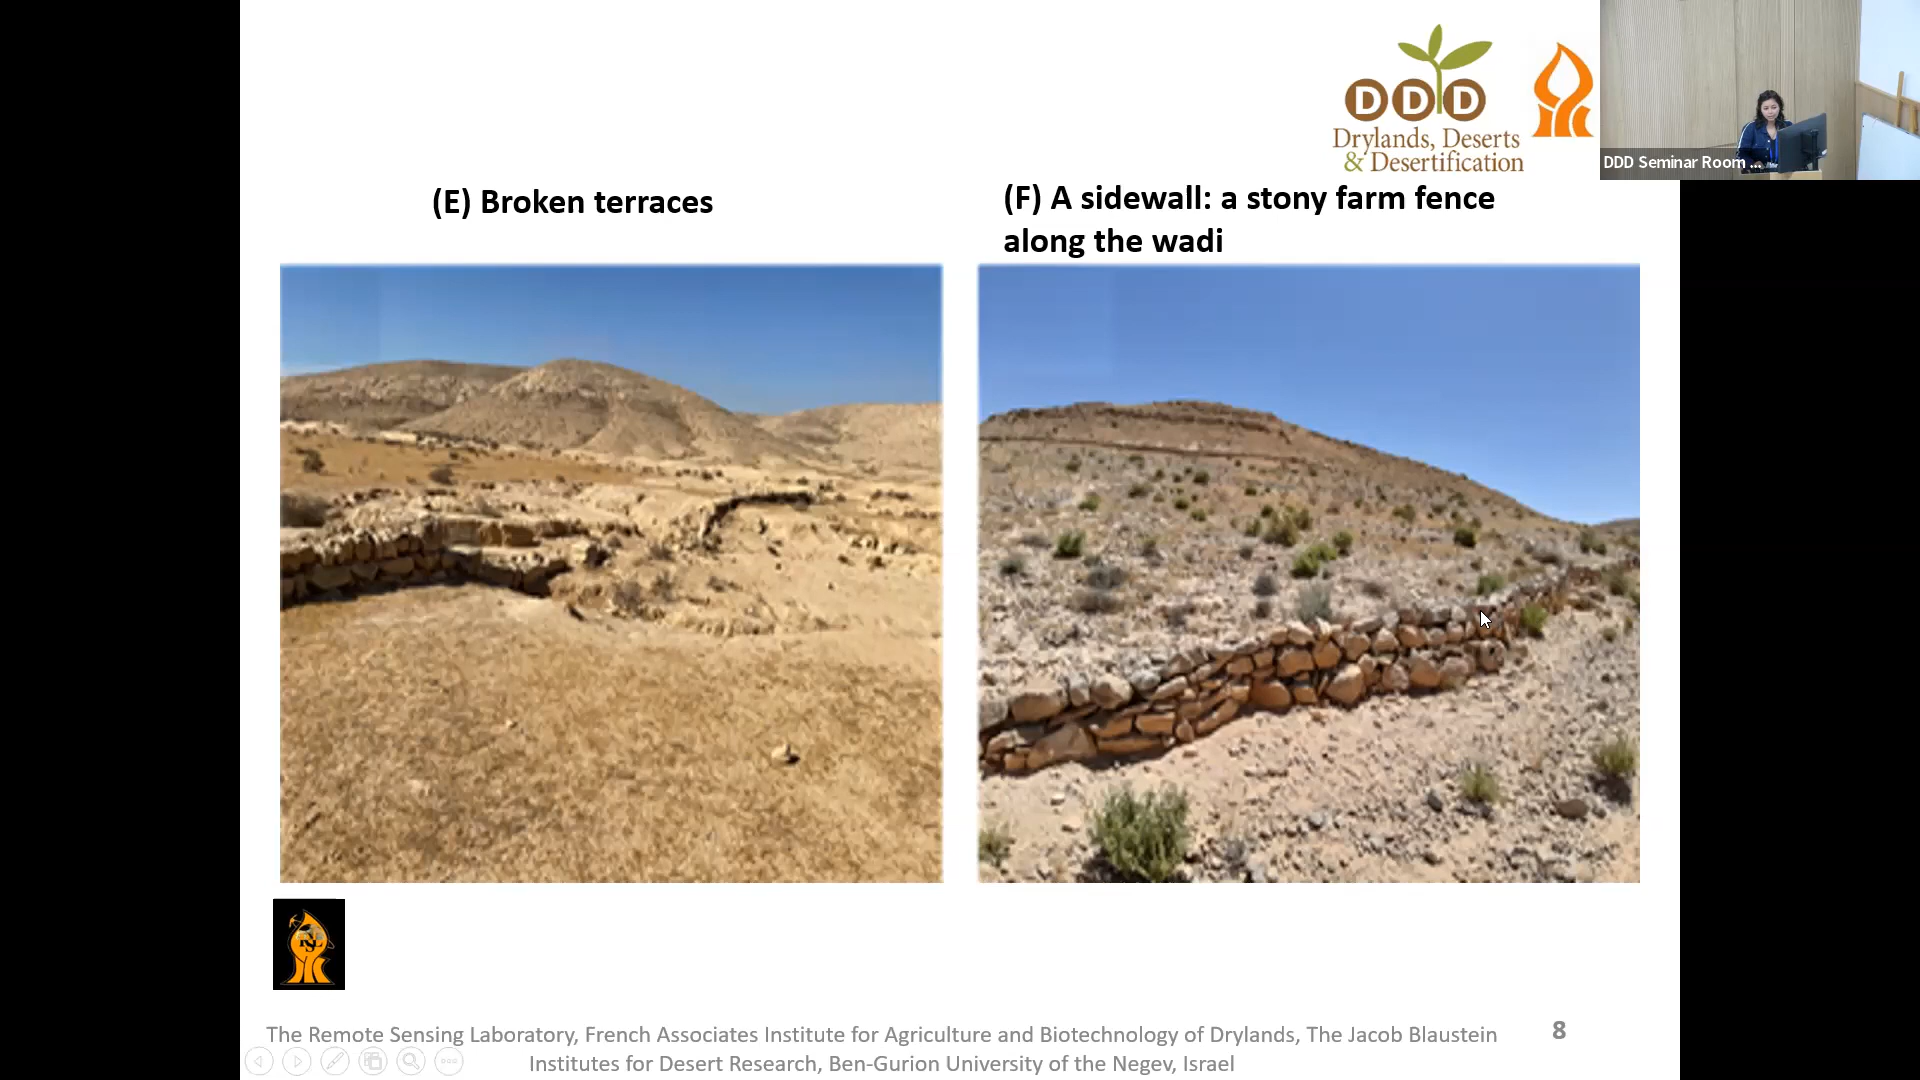 DDD
Drylands, Deserts
& Desertification
DDD Seminar Room ...
(E) Broken terraces
(F) A sidewall: a stony farm fence
along the wadi
RSL
The Remote Sensing Laboratory, French Associates Institute for Agriculture and Biotechnology of Drylands, The Jacob Blaustein
Institutes for Desert Research, Ben-Gurion University of the Negev, Israel
8